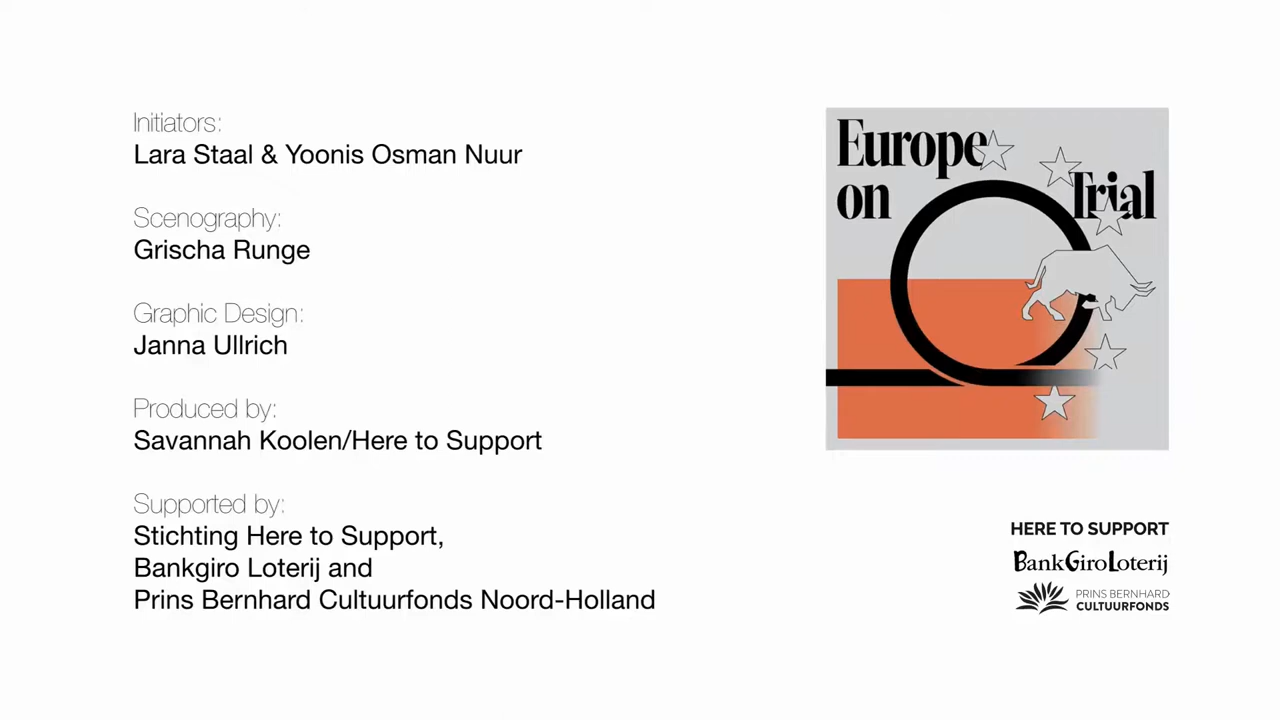 Initiators:
Lara Staal & Yoonis Osman Nuur
Scenography:
Grischa Runge
Graphic Design:
Janna Ullrich
Produced by:
Savannah Koolen/Here to Support
Supported by:
Stichting Here to Support,
Bankgiro Loterij and
Prins Bernhard Cultuurfonds Noord-Holland
Europe
on Trial
HERE TO SUPPORT
BankGiroLoterij
PRINS BERNHARD
CULTUURFONDS